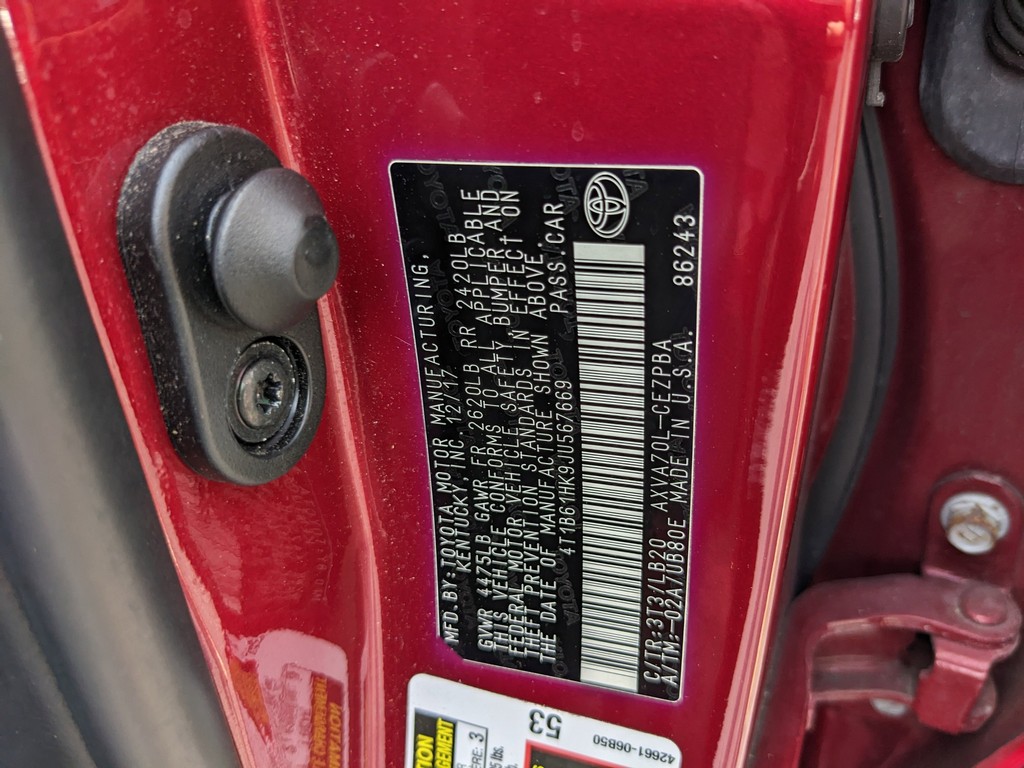 MFD.BY:TOYOTA MOTOR MANUFACTURING,
KENTUCKY,INC. 12/17
GVWR 4475LB GAWR FR 2620LB RR 2420LB
THIS VEHICLE CONFORMS TO ALL APPLICABLE
FEDERAL MOTOR VEHICLE SAFETY, BUMPER, AND
THEFT PREVENTION STANDARDS IN EFFECT ON
THE DATE OF MANUFACTURE SHOWN ABOVE.
4T1B61HK9JU567669 PASS.CAR
C/TR:3T3/LB20 AXVA70L-CEZPBA 86243
A/TM:-02A/UB80E MADE IN U.S.A.
53
42661-06B50